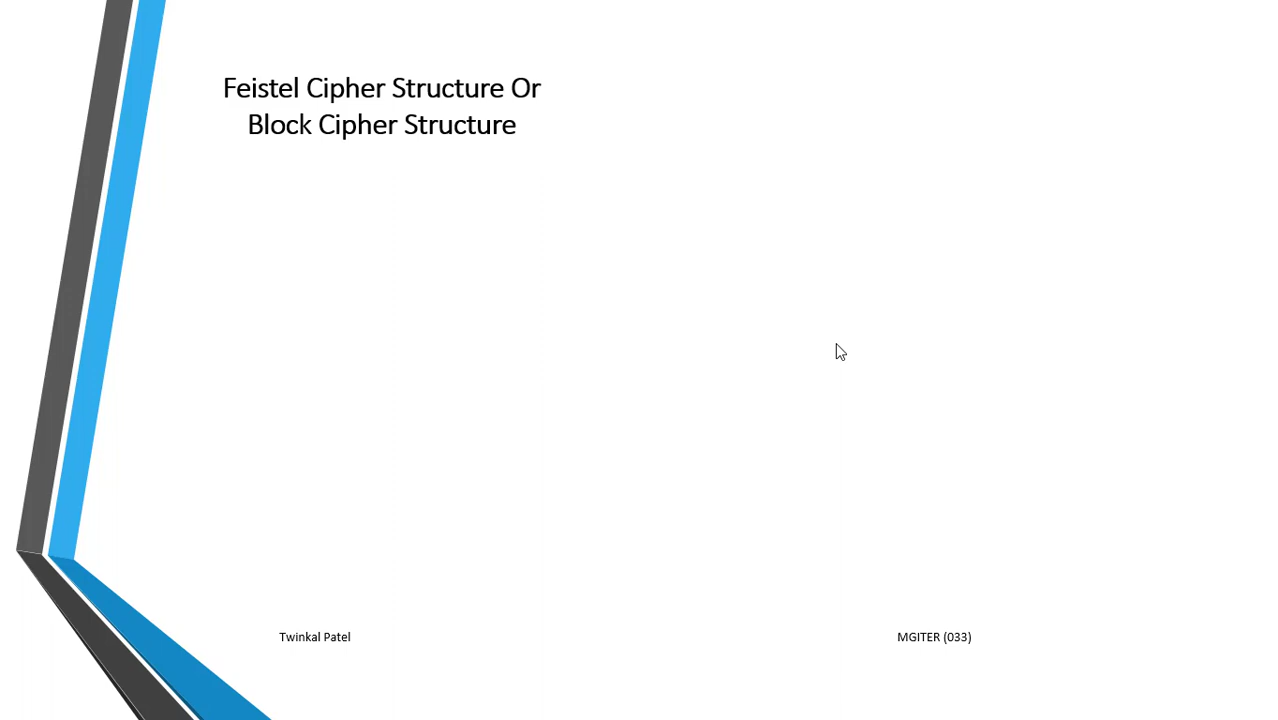 Feistel Cipher Structure Or
Block Cipher Structure
Twinkal Patel
MGITER (033)